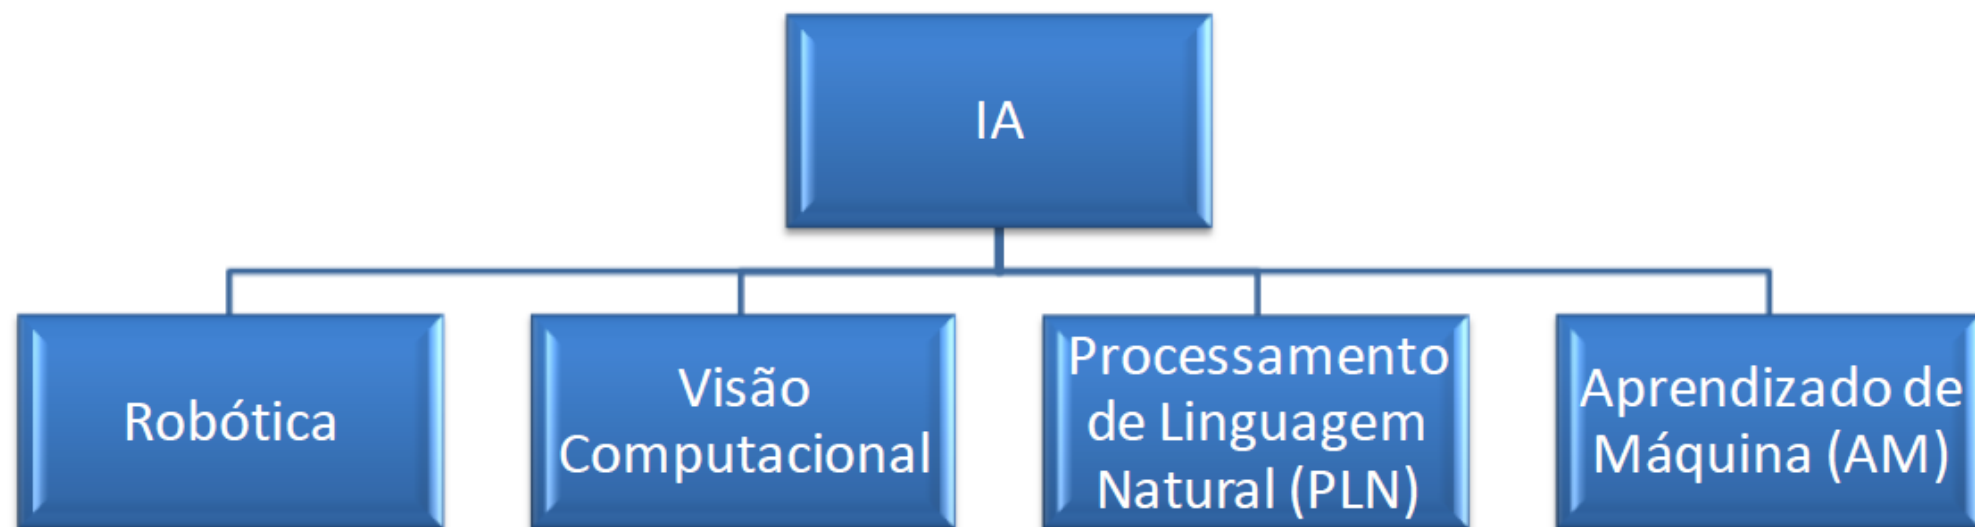 IA
Robótica
Visão
Computacional
Processamento
de Linguagem
Natural (PLN)
Aprendizado de
Máquina (AM)